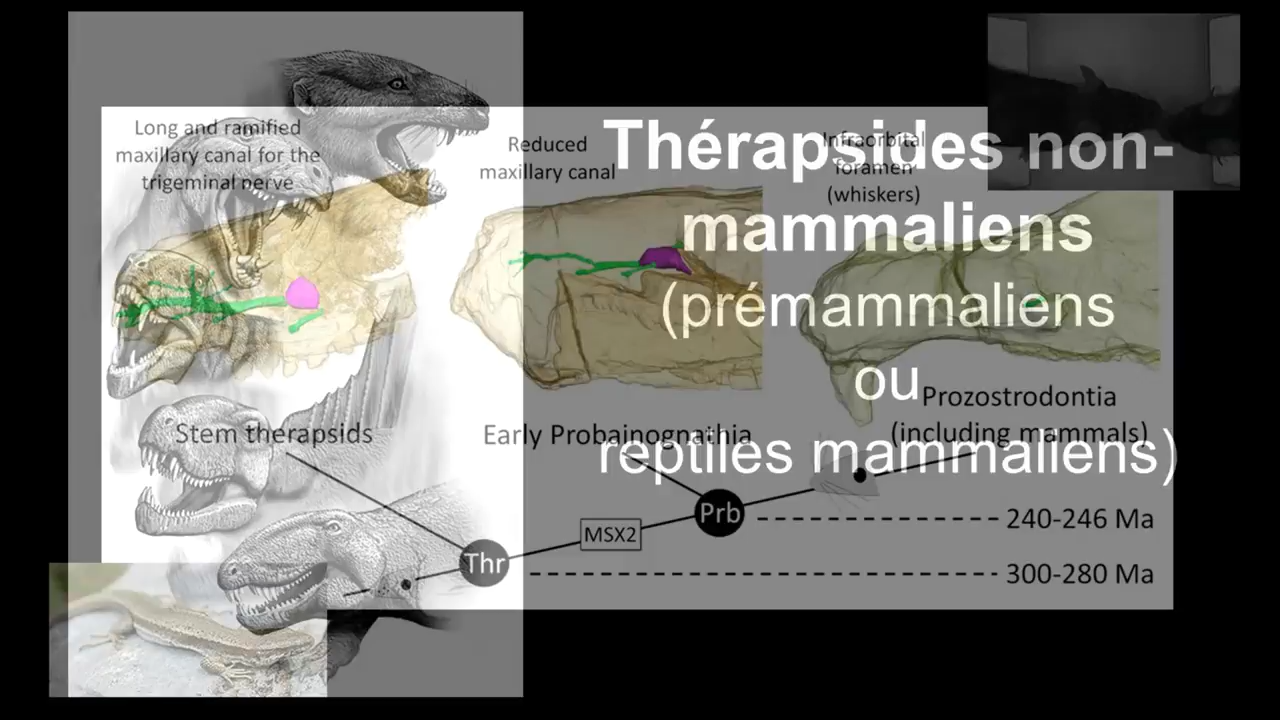 Long and ramified
maxillary canal for the
trigeminal nerve
Reduced
maxillary canal
Infraorbital
foramen
(whiskers)
Thérapsides non-
mammaliens
(prémammaliens
ou
reptiles mammaliens)
Stem therapsids
Early Probainognathia
Prozostrodontia
(including mammals)
Prb
MSX2
Thr
240-246 Ma
300-280 Ma